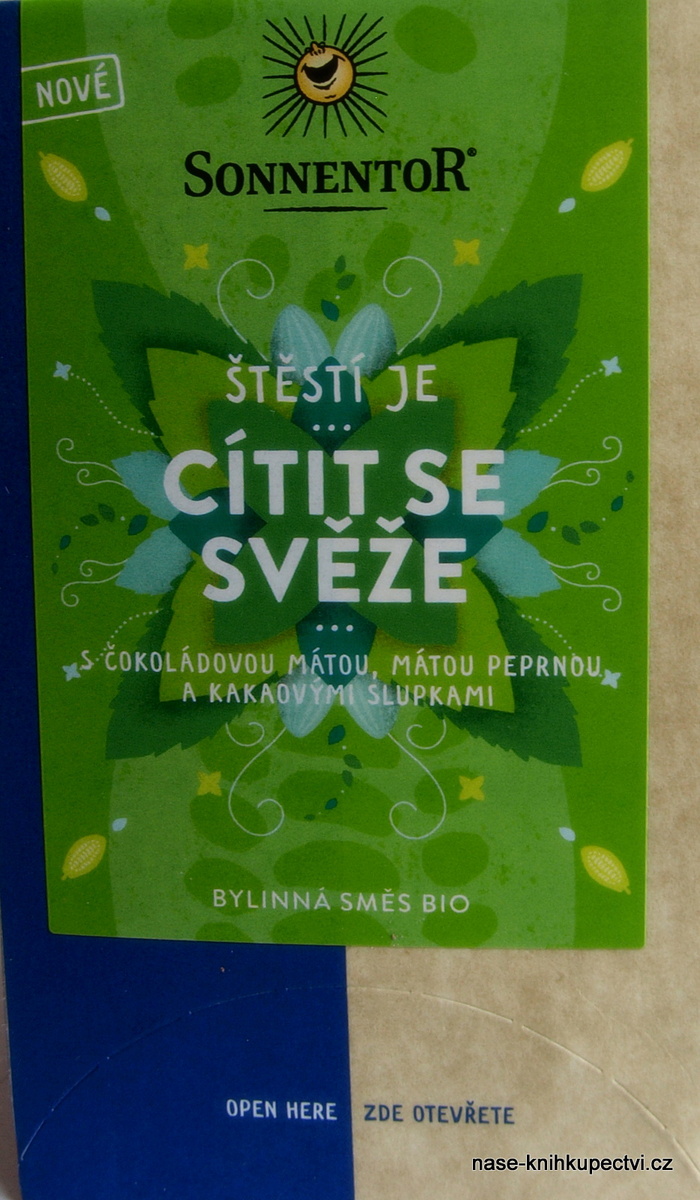 NOVÉ
SONNENTOR®
ŠTĚSTÍ JE
...
CÍTIT SE
SVĚŽE
...
S ČOKOLÁDOVOU MÁTOU, MÁTOU PEPRNOU
A KAKAOVÝMI SLUPKAMI
BYLINNÁ SMĚS BIO
OPEN HERE ZDE OTEVŘETE
nase-knihkupectvi.cz